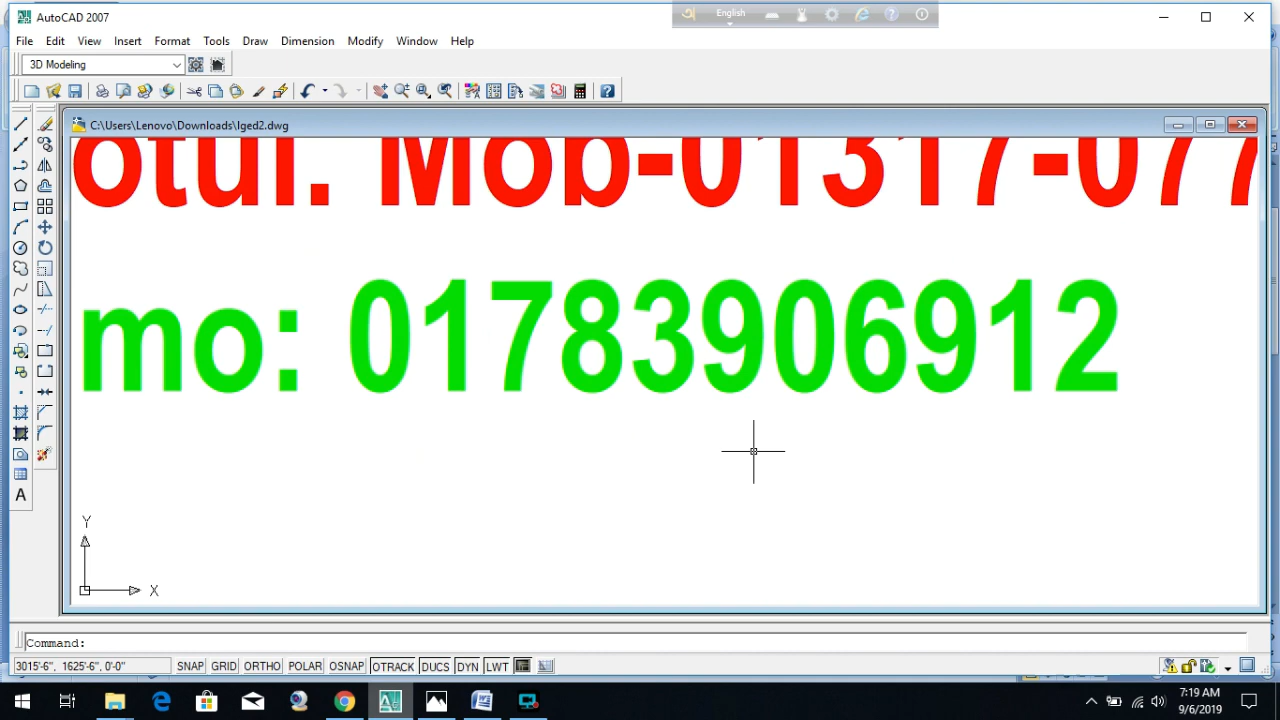 AutoCAD 2007
English
File Edit View Insert Format Tools Draw Dimension Modify Window Help
3D Modeling
C:\Users\Lenovo\Downloads\lged2.dwg
otul. Mob-01317-077
mo: 01783906912
Y
X
Command:
3015'-6", 1625'-6", 0'-0" SNAP GRID ORTHO POLAR OSNAP OTRACK DUCS DYN LWT
7:19 AM
9/6/2019